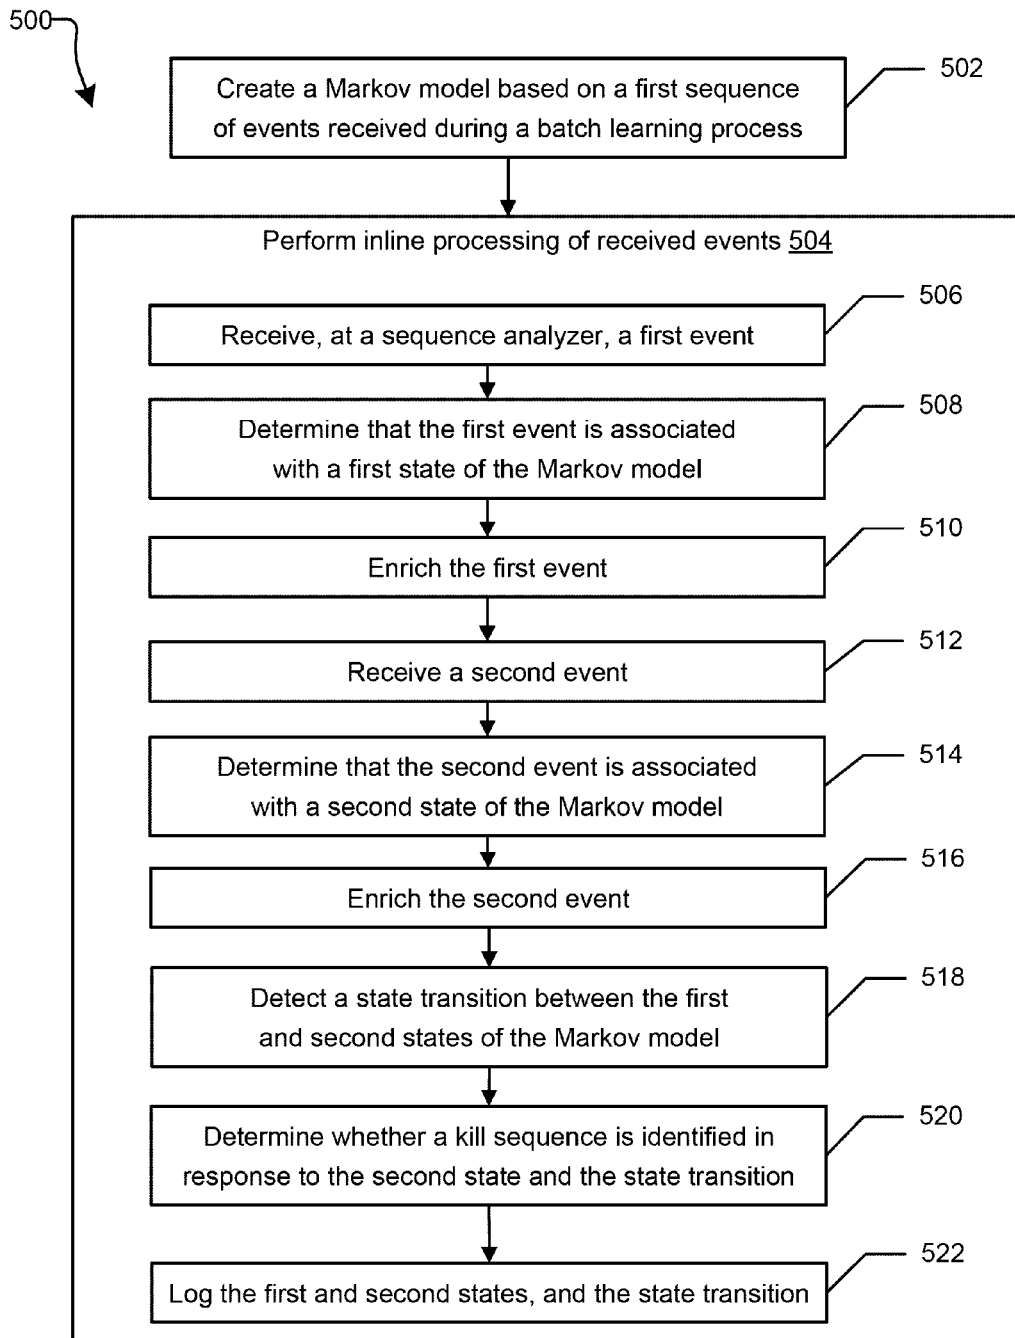 500
502
Create a Markov model based on a first sequence
of events received during a batch learning process
Perform inline processing of received events 504
506
Receive, at a sequence analyzer, a first event
508
Determine that the first event is associated
with a first state of the Markov model
510
Enrich the first event
512
Receive a second event
514
Determine that the second event is associated
with a second state of the Markov model
516
Enrich the second event
518
Detect a state transition between the first
and second states of the Markov model
520
Determine whether a kill sequence is identified in
response to the second state and the state transition
522
Log the first and second states, and the state transition